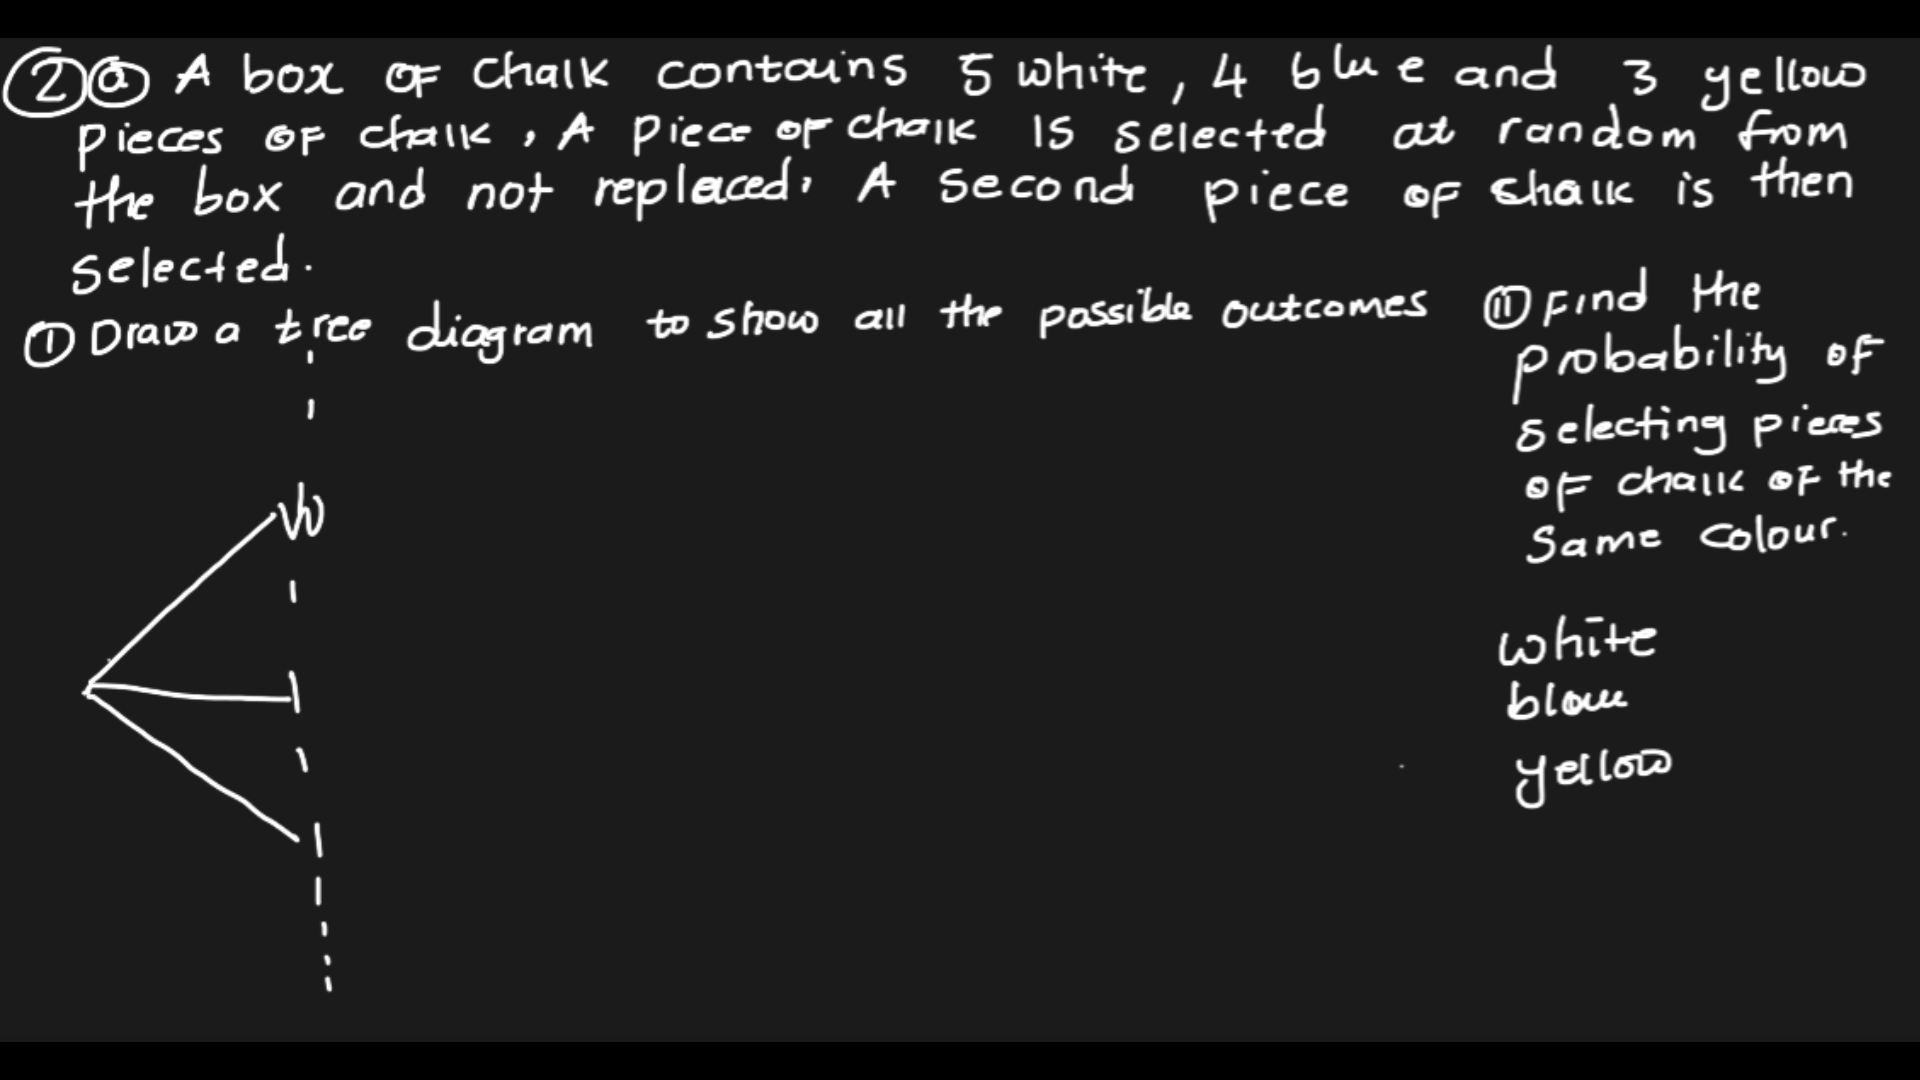 ② ⓐ A box of chalk contains 5 white, 4 blue and 3 yellow
pieces of chalk, A piece of chalk is selected at random from
the box and not replaced, A second piece of chalk is then
selected.
① Draw a tree diagram to show all the possible outcomes
ⓘⓘ Find the
probability of
selecting pieces
of chalk of the
same colour.
W
white
blue
yellow